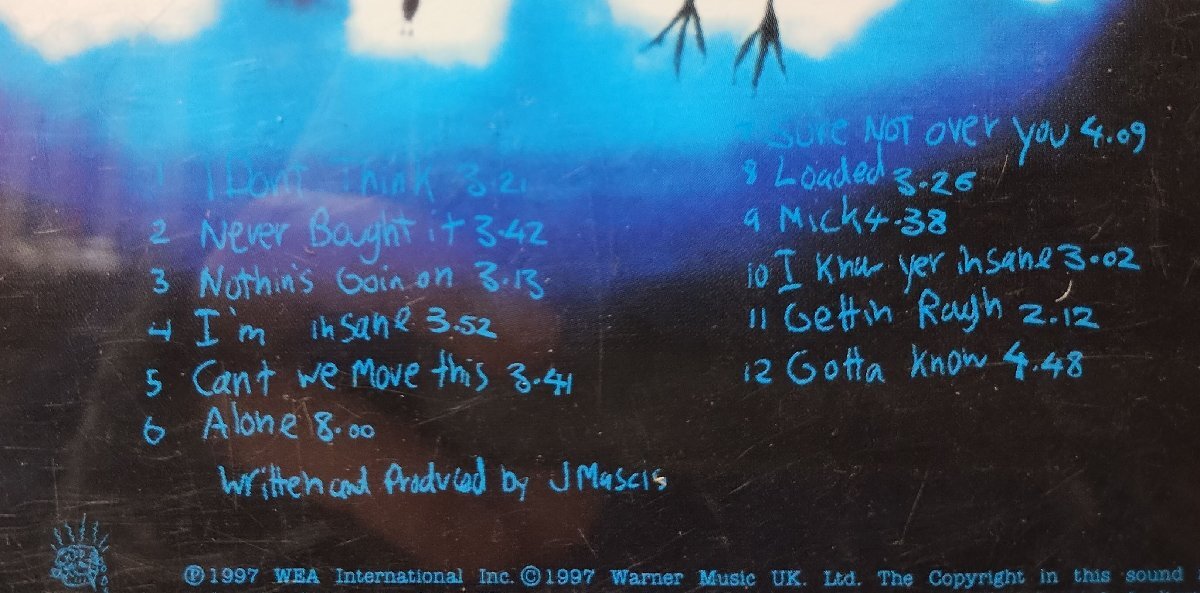 1 I Dont Think 3.21
2 Never Bought it 3.42
3 Nothin's Goin on 3.13
4 I'm insane 3.52
5 Cant we Move this 3.41
6 Alone 8.00
Written and Produced by J Mascis
7 Sure NOT over you 4.09
8 Loaded 3.26
9 Mick 4.38
10 I Know yer insane 3.02
11 Gettin Rough 2.12
12 Gotta Know 4.48
℗1997 WEA International Inc. ©1997 Warner Music UK. Ltd. The Copyright in this sound